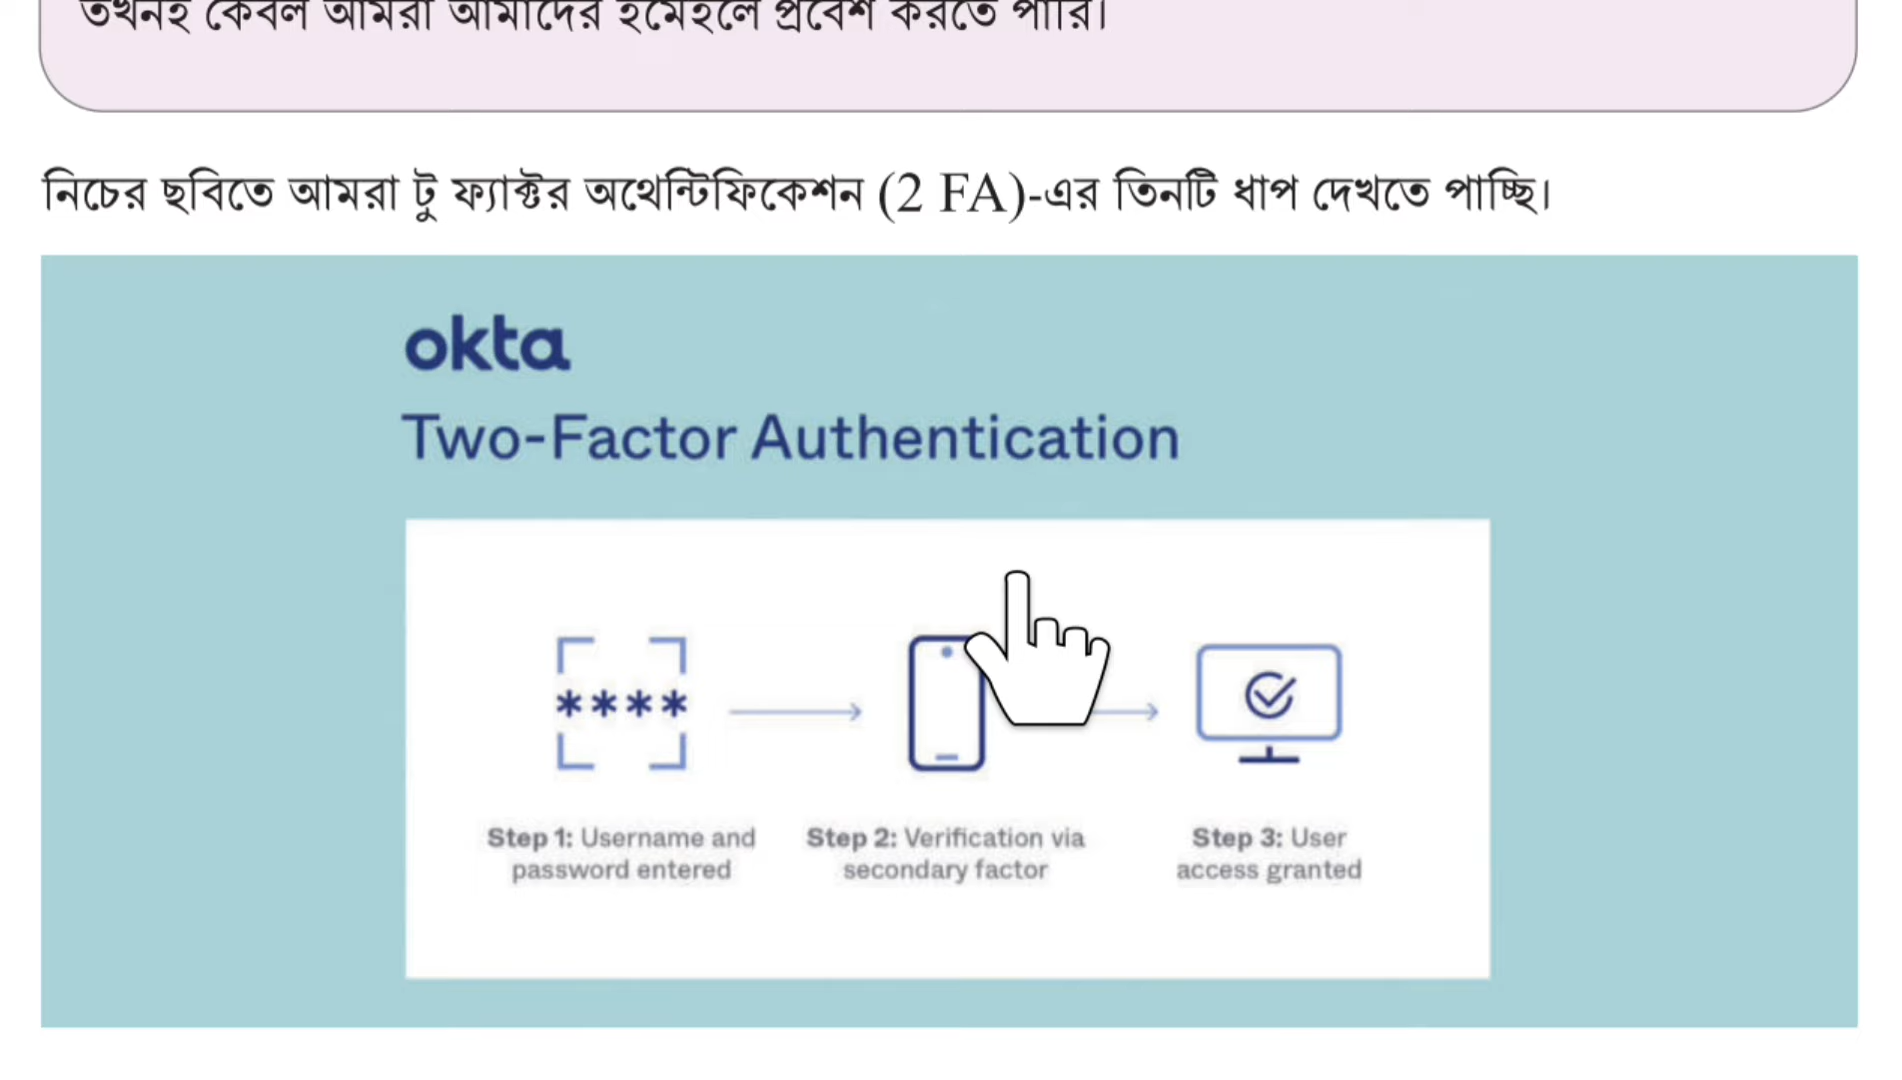 তখনই কেবল আমরা আমাদের ইমেইলে প্রবেশ করতে পারি।
নিচের ছবিতে আমরা টু ফ্যাক্টর অথেন্টিফিকেশন (2 FA)-এর তিনটি ধাপ দেখতে পাচ্ছি।
okta
Two-Factor Authentication
****
Step 1: Username and
password entered
Step 2: Verification via
secondary factor
Step 3: User
access granted